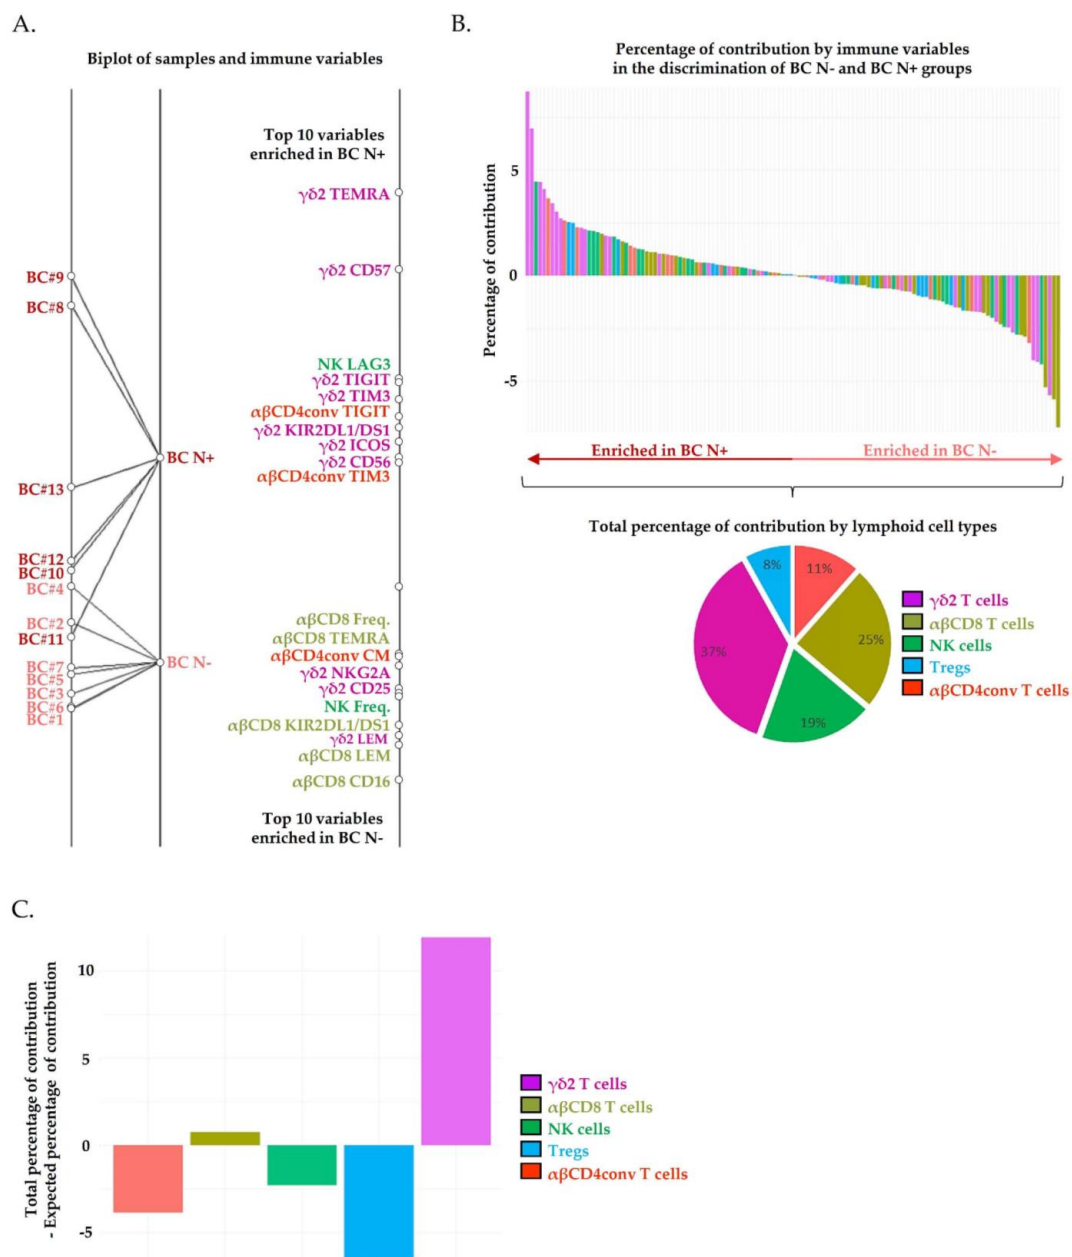 A.
Biplot of samples and immune variables
Top 10 variables
enriched in BC N+
γδ2 TEMRA
γδ2 CD57
BC#9
BC#8
NK LAG3
γδ2 TIGIT
γδ2 TIM3
αβCD4conv TIGIT
γδ2 KIR2DL1/DS1
γδ2 ICOS
γδ2 CD56
αβCD4conv TIM3
BC N+
BC#13
BC#12
BC#10
BC#4
BC#2
BC#11
BC#7
BC#5
BC#3
BC#6
BC#1
BC N-
αβCD8 Freq.
αβCD8 TEMRA
αβCD4conv CM
γδ2 NKG2A
γδ2 CD25
NK Freq.
αβCD8 KIR2DL1/DS1
γδ2 LEM
αβCD8 LEM
αβCD8 CD16
Top 10 variables
enriched in BC N-
B.
Percentage of contribution by immune variables
in the discrimination of BC N- and BC N+ groups
Percentage of contribution
5
0
-5
Enriched in BC N+
Enriched in BC N-
Total percentage of contribution by lymphoid cell types
8%
11%
37%
25%
19%
γδ2 T cells
αβCD8 T cells
NK cells
Tregs
αβCD4conv T cells
C.
Total percentage of contribution
- Expected percentage of contribution
10
5
0
-5
γδ2 T cells
αβCD8 T cells
NK cells
Tregs
αβCD4conv T cells